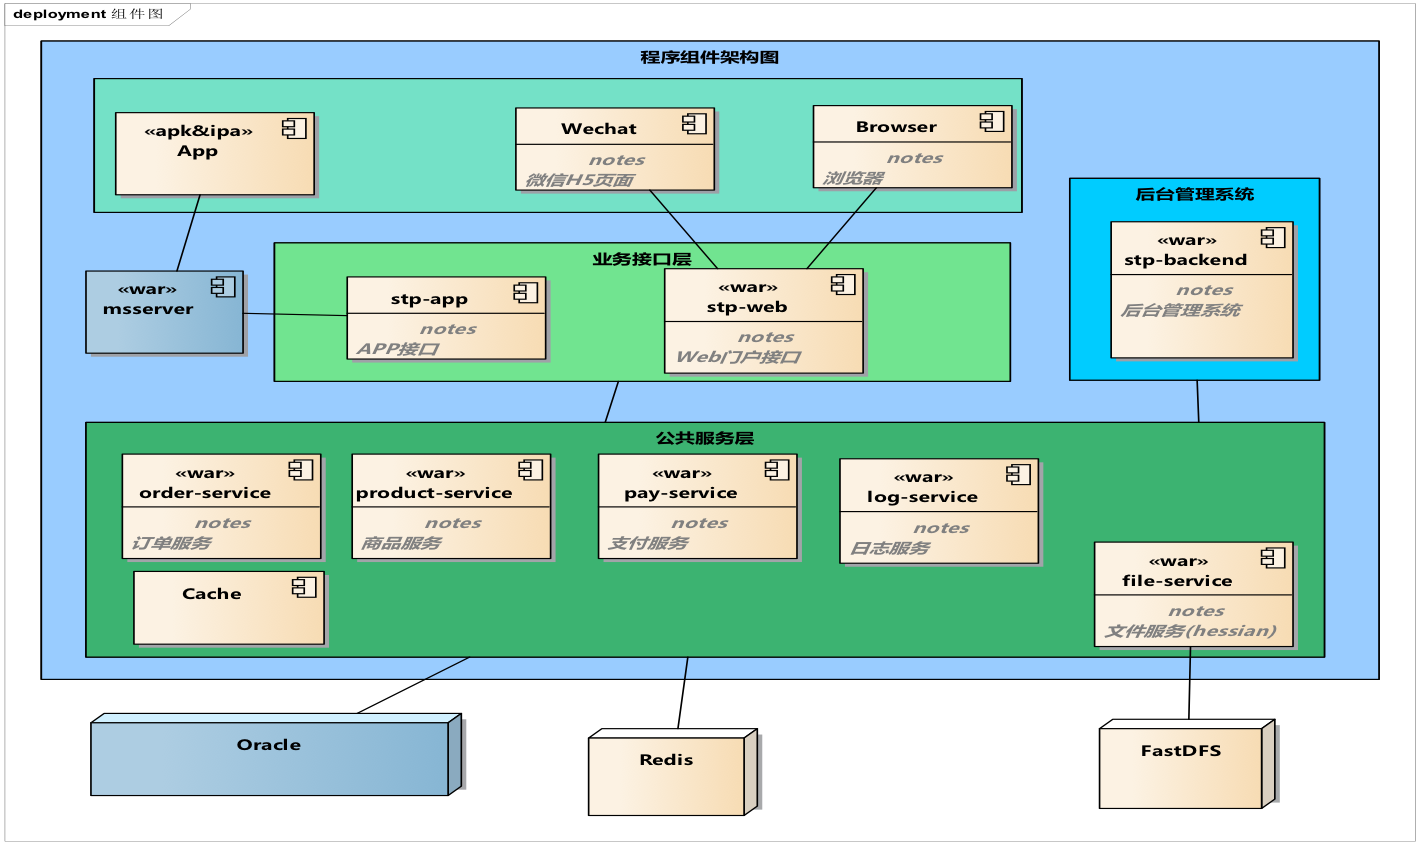 deployment 组件图
程序组件架构图
«apk&ipa»
App
Wechat
notes
微信H5页面
Browser
notes
浏览器
后台管理系统
«war»
stp-backend
notes
后台管理系统
«war»
msserver
业务接口层
stp-app
notes
APP接口
«war»
stp-web
notes
Web门户接口
公共服务层
«war»
order-service
notes
订单服务
«war»
product-service
notes
商品服务
«war»
pay-service
notes
支付服务
«war»
log-service
notes
日志服务
Cache
«war»
file-service
notes
文件服务(hessian)
Oracle
Redis
FastDFS